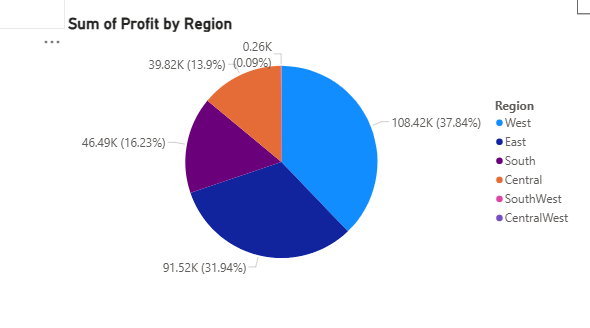 Sum of Profit by Region
0.26K
(0.09%)
39.82K (13.9%)
108.42K (37.84%)
46.49K (16.23%)
91.52K (31.94%)
Region
West
East
South
Central
SouthWest
CentralWest